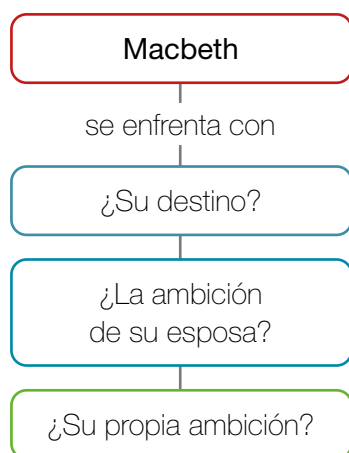 Macbeth
se enfrenta con
¿Su destino?
¿La ambición
de su esposa?
¿Su propia ambición?